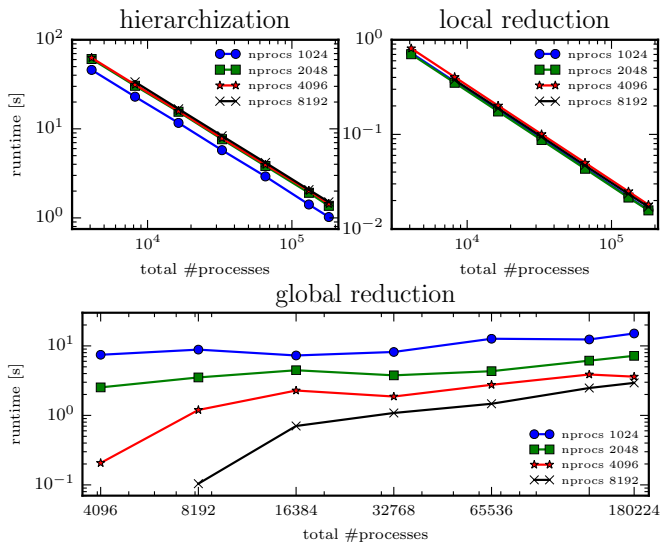 hierarchization
local reduction
runtime [s]
10^2
10^1
10^0
nprocs 1024
nprocs 2048
nprocs 4096
nprocs 8192
10^4
10^5
total #processes
10^0
10^-1
10^-2
nprocs 1024
nprocs 2048
nprocs 4096
nprocs 8192
10^4
10^5
total #processes
global reduction
runtime [s]
10^1
10^0
10^-1
nprocs 1024
nprocs 2048
nprocs 4096
nprocs 8192
4096 8192 16384 32768 65536 180224
total #processes